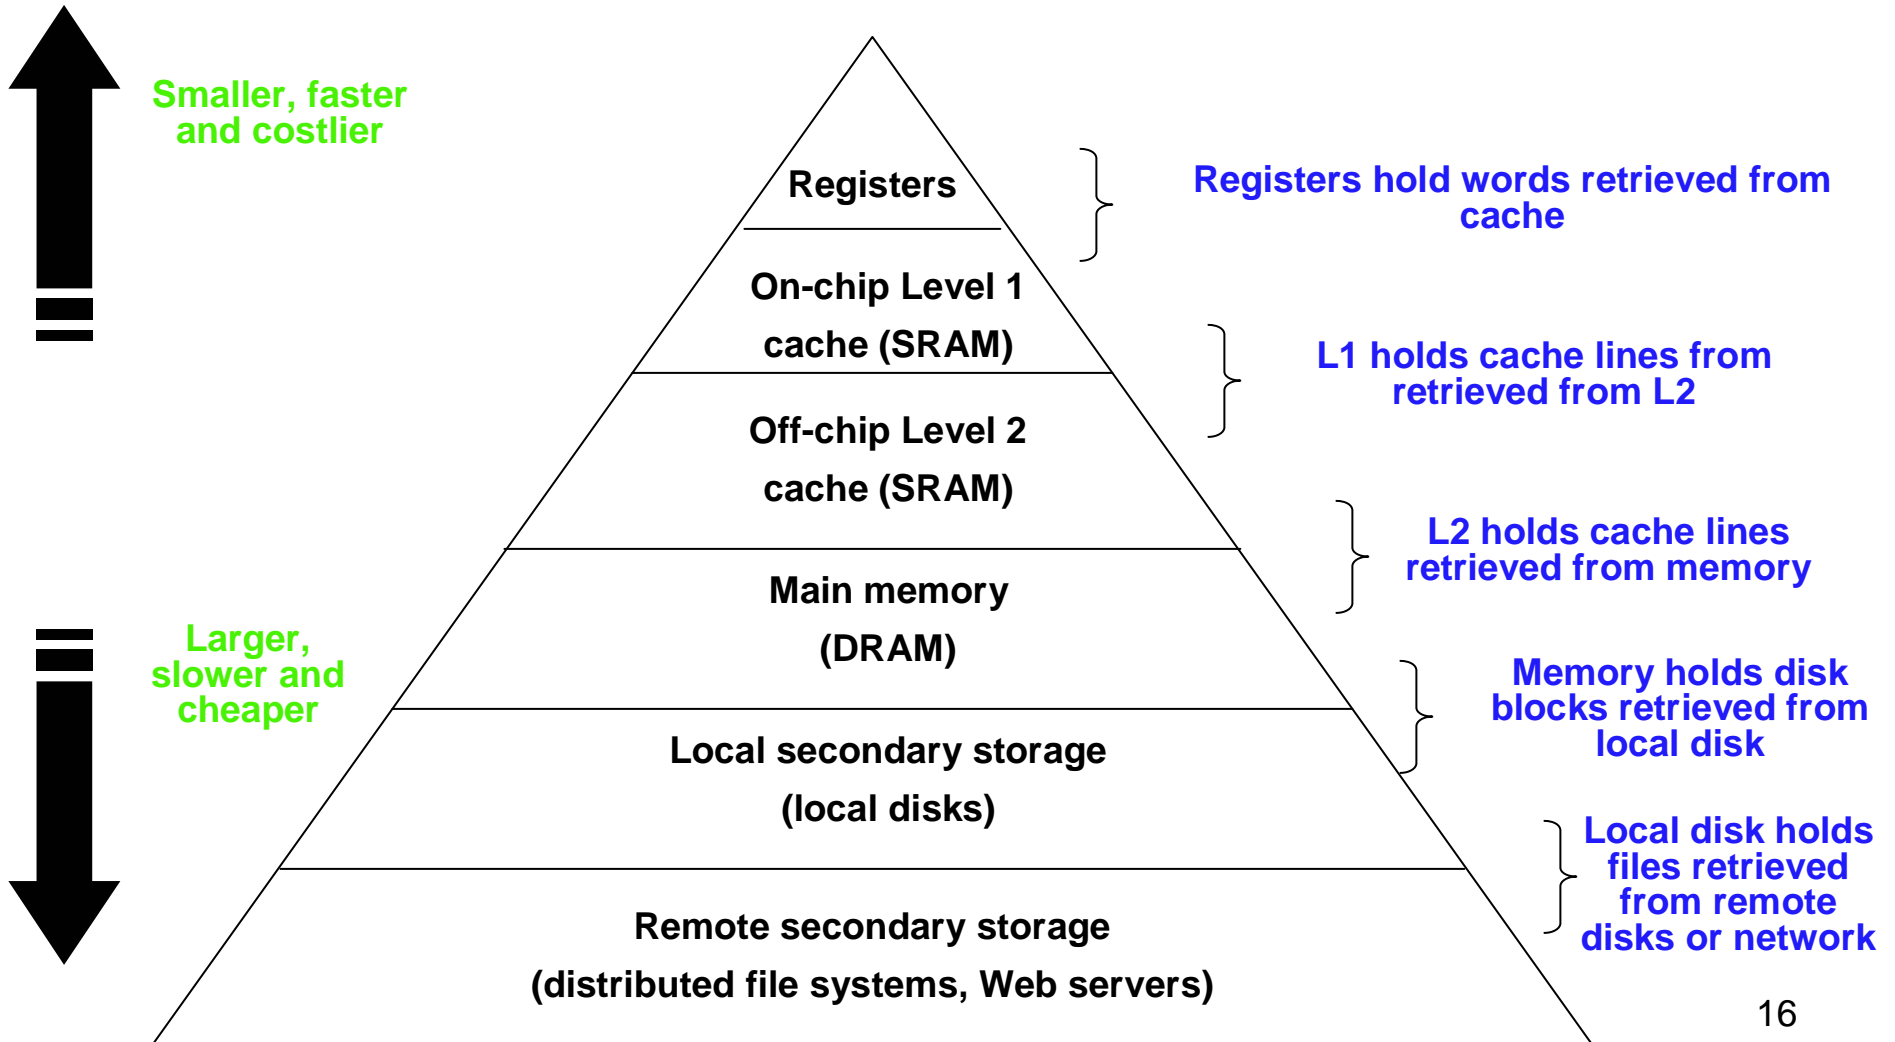 Smaller, faster
and costlier
Registers
Registers hold words retrieved from
cache
On-chip Level 1
cache (SRAM)
L1 holds cache lines from
retrieved from L2
Off-chip Level 2
cache (SRAM)
L2 holds cache lines
retrieved from memory
Main memory
(DRAM)
Larger,
slower and
cheaper
Memory holds disk
blocks retrieved from
local disk
Local secondary storage
(local disks)
Local disk holds
files retrieved
from remote
disks or network
Remote secondary storage
(distributed file systems, Web servers)
16